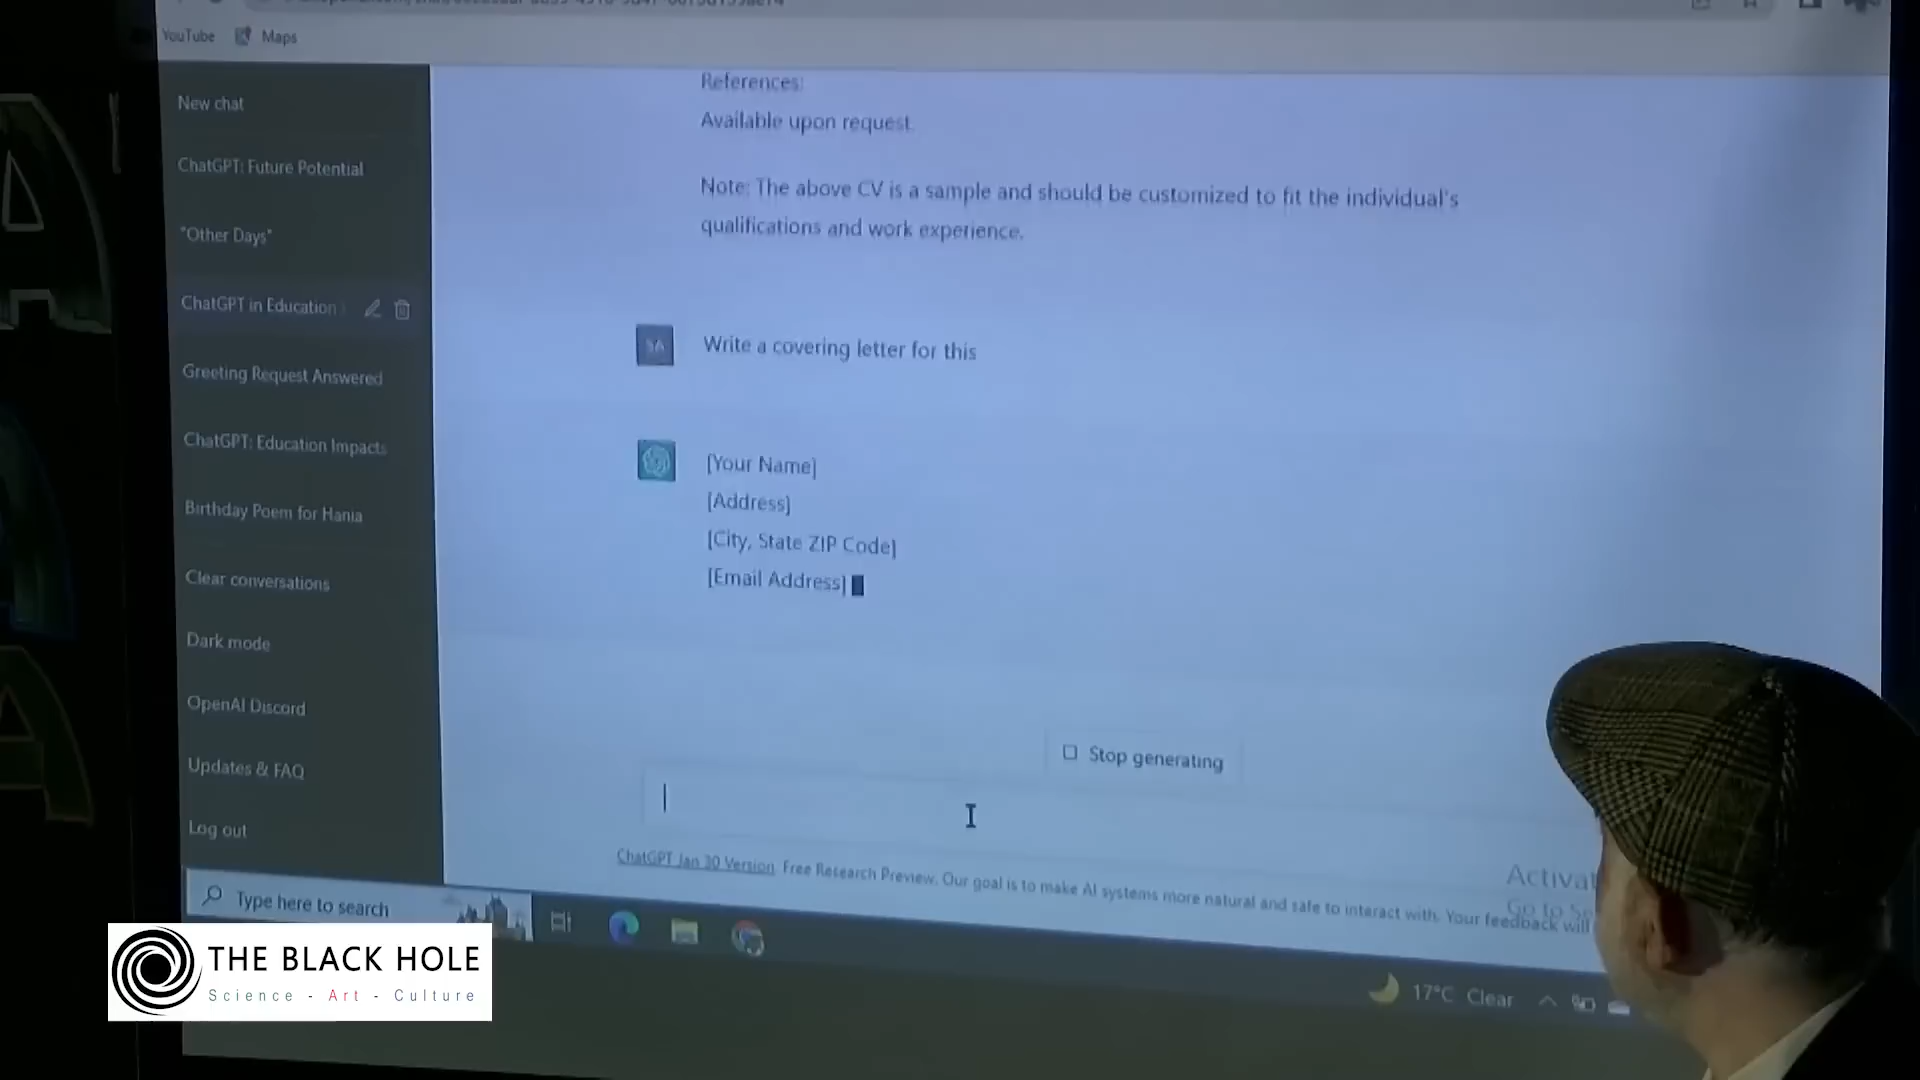 YouTube
Maps
New chat
ChatGPT: Future Potential
"Other Days"
ChatGPT in Education
Greeting Request Answered
ChatGPT: Education Impacts
Birthday Poem for Hania
Clear conversations
Dark mode
OpenAI Discord
Updates & FAQ
Log out
References:
Available upon request.
Note: The above CV is a sample and should be customized to fit the individual's
qualifications and work experience.
Write a covering letter for this
[Your Name]
[Address]
[City, State ZIP Code]
[Email Address]
Stop generating
ChatGPT Jan 30 Version. Free Research Preview. Our goal is to make AI systems more natural and safe to interact with. Your feedback will
Go to
Type here to search
17°C Clear
THE BLACK HOLE
Science - Art - Culture